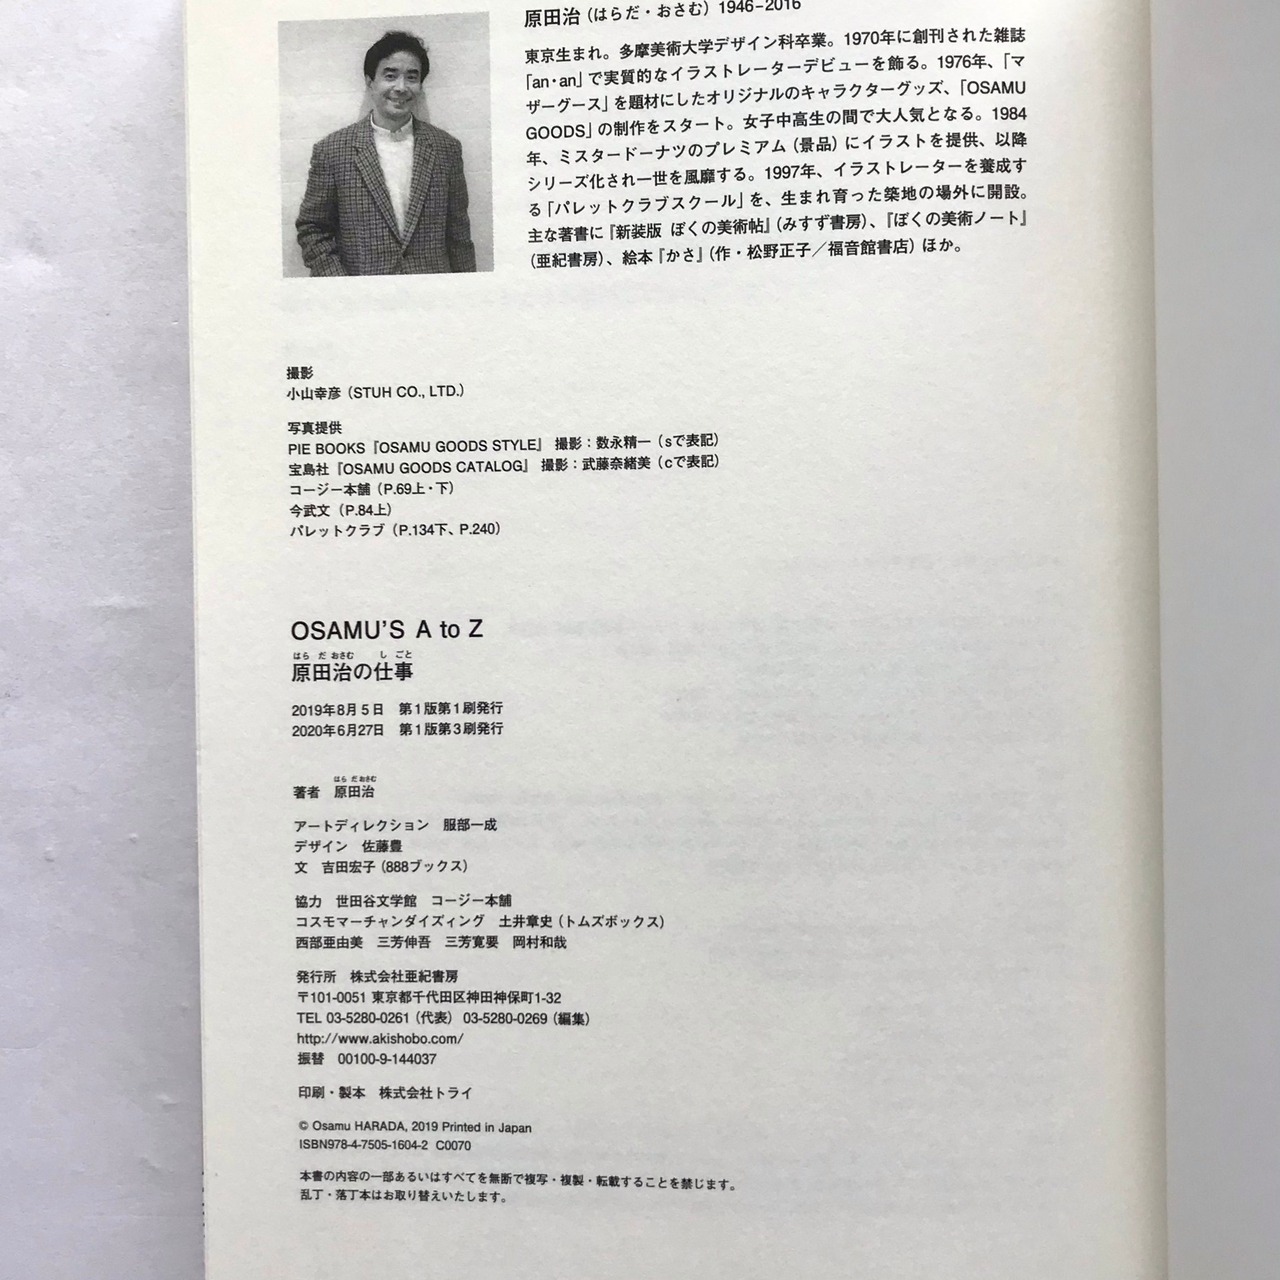 原田治（はらだ・おさむ）1946-2016
東京生まれ。多摩美術大学デザイン科卒業。1970年に創刊された雑誌
「an・an」で実質的なイラストレーターデビューを飾る。1976年、「マ
ザーグース」を題材にしたオリジナルのキャラクターグッズ、「OSAMU
GOODS」の制作をスタート。女子中高生の間で大人気となる。1984
年、ミスタードーナツのプレミアム（景品）にイラストを提供、以降
シリーズ化され一世を風靡する。1997年、イラストレーターを養成す
る「パレットクラブスクール」を、生まれ育った築地の場外に開設。
主な著書に『新装版 ぼくの美術帖』（みすず書房）、『ぼくの美術ノート』
（亜紀書房）、絵本『かさ』（作・松野正子／福音館書店）ほか。
撮影
小山幸彦（STUH CO., LTD.）
写真提供
PIE BOOKS『OSAMU GOODS STYLE』 撮影：数永精一（sで表記）
宝島社『OSAMU GOODS CATALOG』 撮影：武藤奈緒美（cで表記）
コージー本舗（P.69上・下）
今武文（P.84上）
パレットクラブ（P.134下、P.240）
OSAMU'S A to Z
はら だ おさむ し ごと
原田治の仕事
2019年8月5日 第1版第1刷発行
2020年6月27日 第1版第3刷発行
はら だ おさむ
著者 原田治
アートディレクション 服部一成
デザイン 佐藤豊
文 吉田宏子（888ブックス）
協力 世田谷文学館 コージー本舗
コスモマーチャンダイズィング 土井章史（トムズボックス）
西部亜由美 三芳伸吾 三芳寛要 岡村和哉
発行所 株式会社亜紀書房
〒101-0051 東京都千代田区神田神保町1-32
TEL 03-5280-0261（代表） 03-5280-0269（編集）
http://www.akishobo.com/
振替 00100-9-144037
印刷・製本 株式会社トライ
© Osamu HARADA, 2019 Printed in Japan
ISBN978-4-7505-1604-2 C0070
本書の内容の一部あるいはすべてを無断で複写・複製・転載することを禁じます。
乱丁・落丁本はお取り替えいたします。